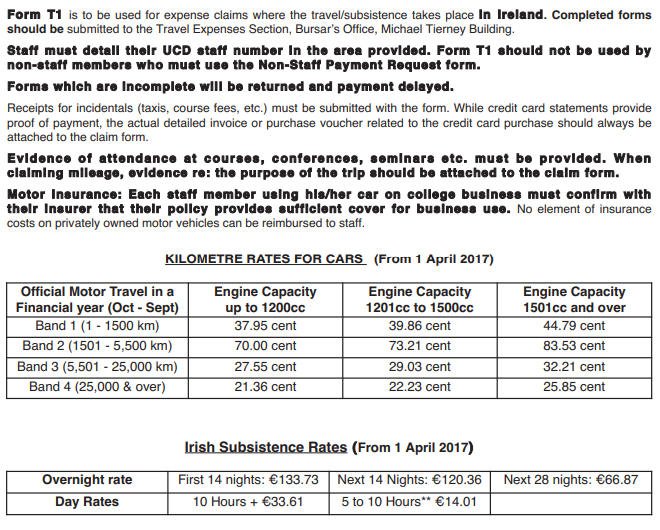 Form T1 is to be used for expense claims where the travel/subsistence takes place in Ireland. Completed forms
should be submitted to the Travel Expenses Section, Bursar's Office, Michael Tierney Building.
Staff must detail their UCD staff number in the area provided. Form T1 should not be used by
non-staff members who must use the Non-Staff Payment Request form.
Forms which are incomplete will be returned and payment delayed.
Receipts for incidentals (taxis, course fees, etc.) must be submitted with the form. While credit card statements provide
proof of payment, the actual detailed invoice or purchase voucher related to the credit card purchase should always be
attached to the claim form.
Evidence of attendance at courses, conferences, seminars etc. must be provided. When
claiming mileage, evidence re: the purpose of the trip should be attached to the claim form.
Motor Insurance: Each staff member using his/her car on college business must confirm with
their insurer that their policy provides sufficient cover for business use. No element of insurance
costs on privately owned motor vehicles can be reimbursed to staff.
KILOMETRE RATES FOR CARS (From 1 April 2017)
Official Motor Travel in a Engine Capacity Engine Capacity Engine Capacity
Financial year (Oct - Sept) up to 1200cc 1201cc to 1500cc 1501cc and over
Band 1 (1 - 1500 km) 37.95 cent 39.86 cent 44.79 cent
Band 2 (1501 - 5,500 km) 70.00 cent 73.21 cent 83.53 cent
Band 3 (5,501 - 25,000 km) 27.55 cent 29.03 cent 32.21 cent
Band 4 (25,000 & over) 21.36 cent 22.23 cent 25.85 cent
Irish Subsistence Rates (From 1 April 2017)
Overnight rate First 14 nights: €133.73 Next 14 Nights: €120.36 Next 28 nights: €66.87
Day Rates 10 Hours + €33.61 5 to 10 Hours** €14.01